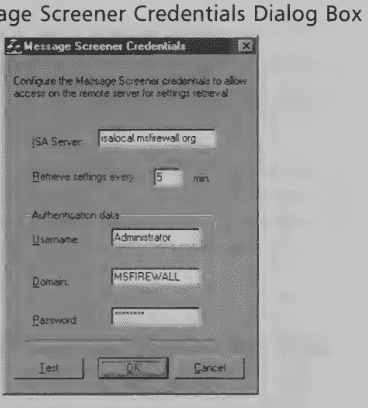 age Screener Credentials Dialog Box
Message Screener Credentials
Configure the Message Screener credentials to allow
access on the remote server for settings retrieval
ISA Server: isalocal.msfirewall.org
Retrieve settings every: 5 min.
Authentication data
Username: Administrator
Domain: MSFIREWALL
Password: ********
Test OK Cancel